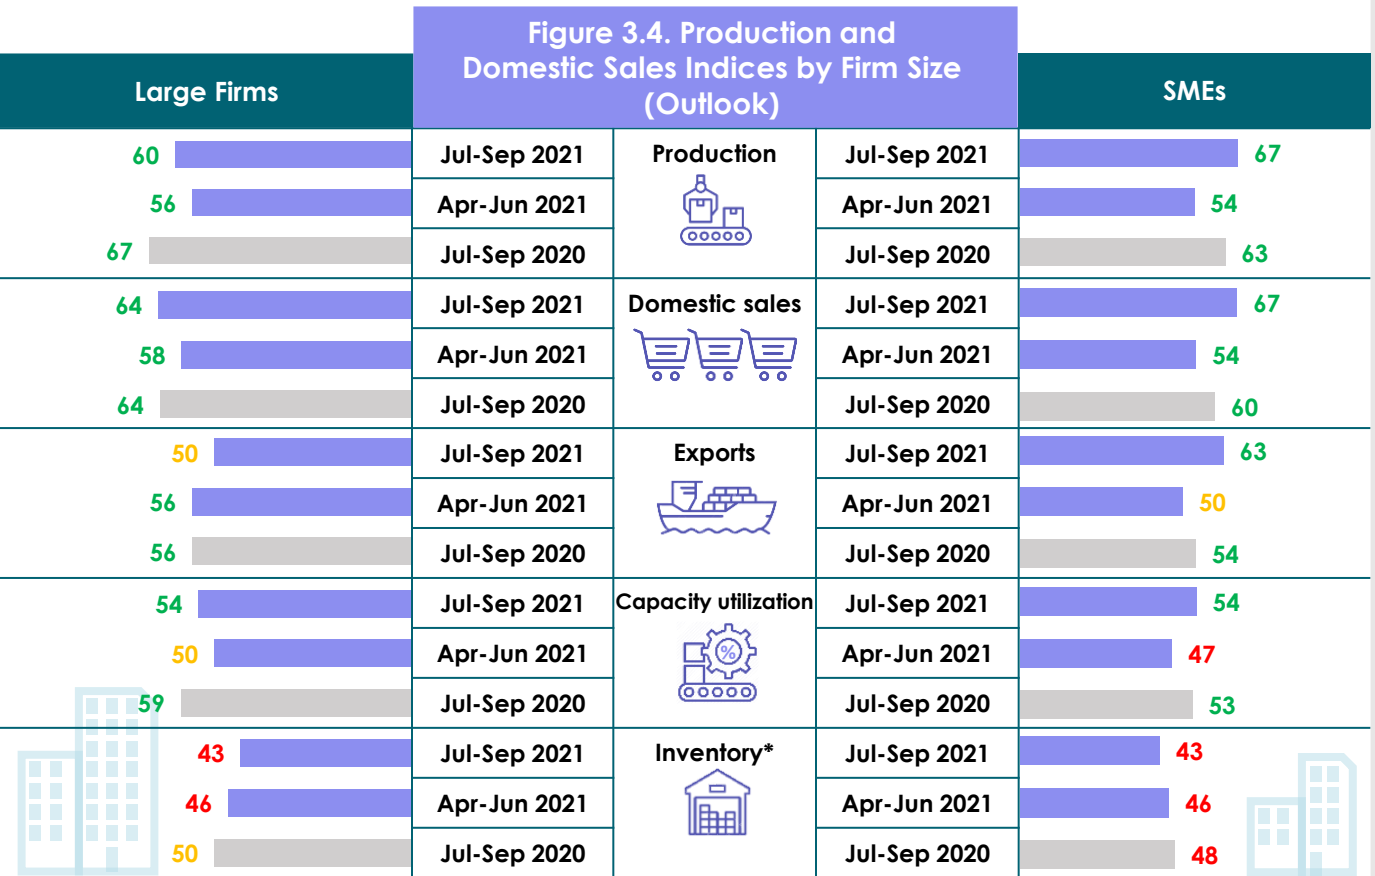 Figure 3.4. Production and
Domestic Sales Indices by Firm Size
(Outlook)
Large Firms
SMEs
60 Jul-Sep 2021 Production Jul-Sep 2021 67
56 Apr-Jun 2021 Apr-Jun 2021 54
67 Jul-Sep 2020 Jul-Sep 2020 63
64 Jul-Sep 2021 Domestic sales Jul-Sep 2021 67
58 Apr-Jun 2021 Apr-Jun 2021 54
64 Jul-Sep 2020 Jul-Sep 2020 60
50 Jul-Sep 2021 Exports Jul-Sep 2021 63
56 Apr-Jun 2021 Apr-Jun 2021 50
56 Jul-Sep 2020 Jul-Sep 2020 54
54 Jul-Sep 2021 Capacity utilization Jul-Sep 2021 54
50 Apr-Jun 2021 % Apr-Jun 2021 47
59 Jul-Sep 2020 Jul-Sep 2020 53
43 Jul-Sep 2021 Inventory* Jul-Sep 2021 43
46 Apr-Jun 2021 Apr-Jun 2021 46
50 Jul-Sep 2020 Jul-Sep 2020 48